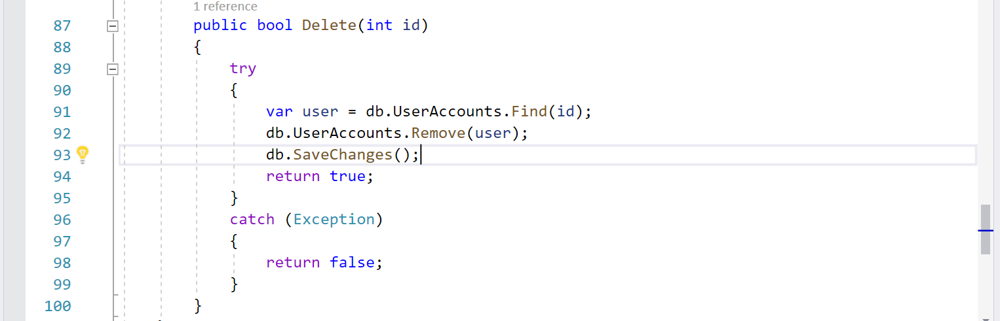 1 reference
87 public bool Delete(int id)
88 {
89 try
90 {
91 var user = db.UserAccounts.Find(id);
92 db.UserAccounts.Remove(user);
93 db.SaveChanges();
94 return true;
95 }
96 catch (Exception)
97 {
98 return false;
99 }
100 }